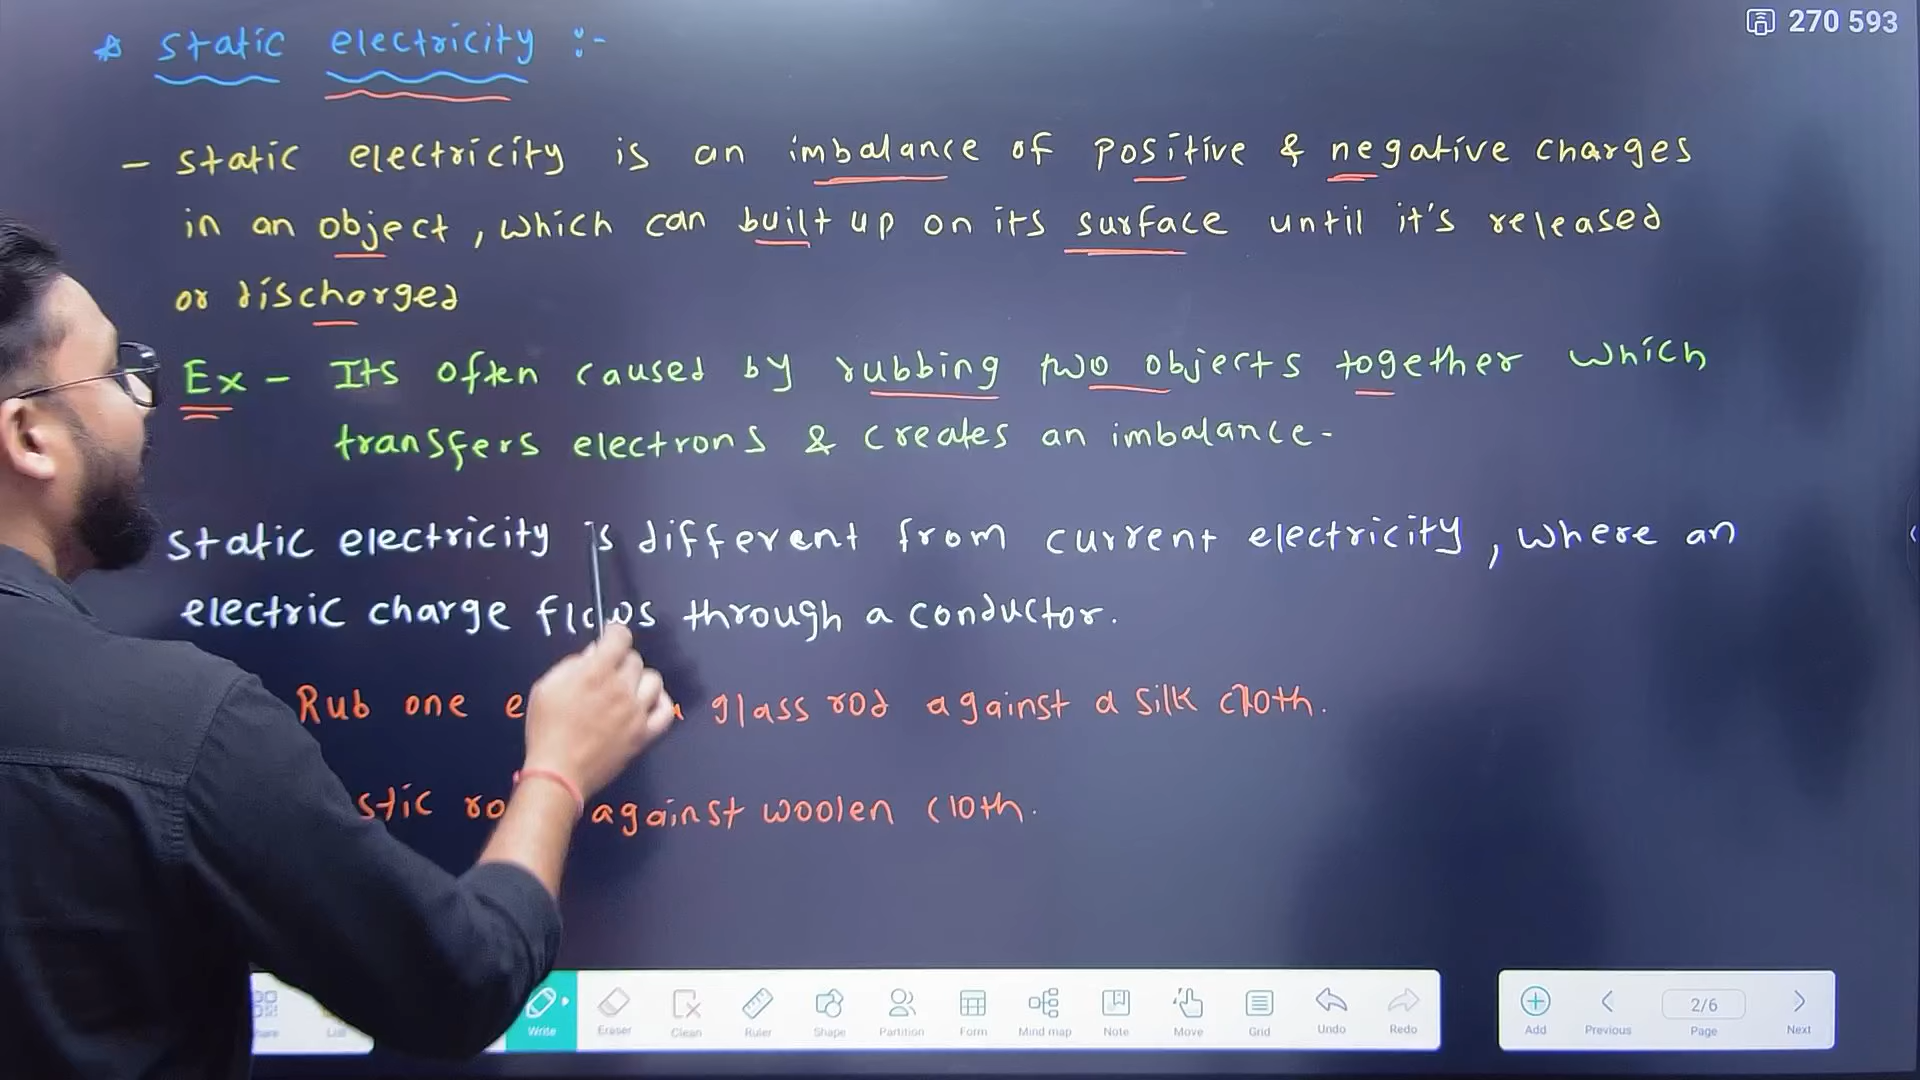 270 593
* static electricity :-
- static electricity is an imbalance of positive & negative charges
in an object, which can built up on its surface until it's released
or discharged
Ex - Its often caused by rubbing two objects together which
transfers electrons & creates an imbalance-
static electricity is different from current electricity, where an
electric charge flows through a conductor.
Rub one glass rod against a silk cloth.
against woolen cloth.
Write Eraser Clean Ruler Shape Partition Form Mind map Note Move Grid Undo Redo Add Previous 2/6 Page Next